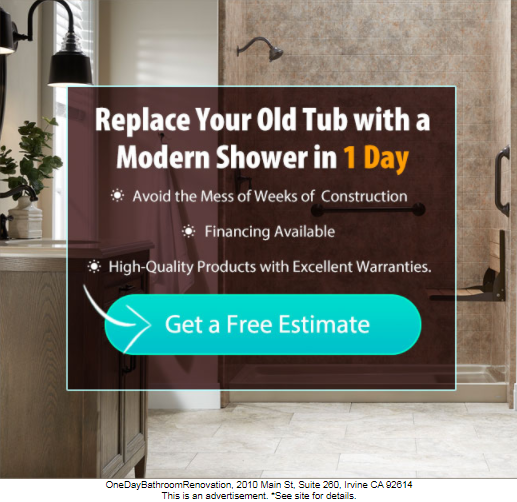 Replace Your Old Tub with a
Modern Shower in 1 Day
Avoid the Mess of Weeks of Construction
Financing Available
High-Quality Products with Excellent Warranties.
Get a Free Estimate
OneDayBathroomRenovation, 2010 Main St, Suite 260, Irvine CA 92614
This is an advertisement. *See site for details.